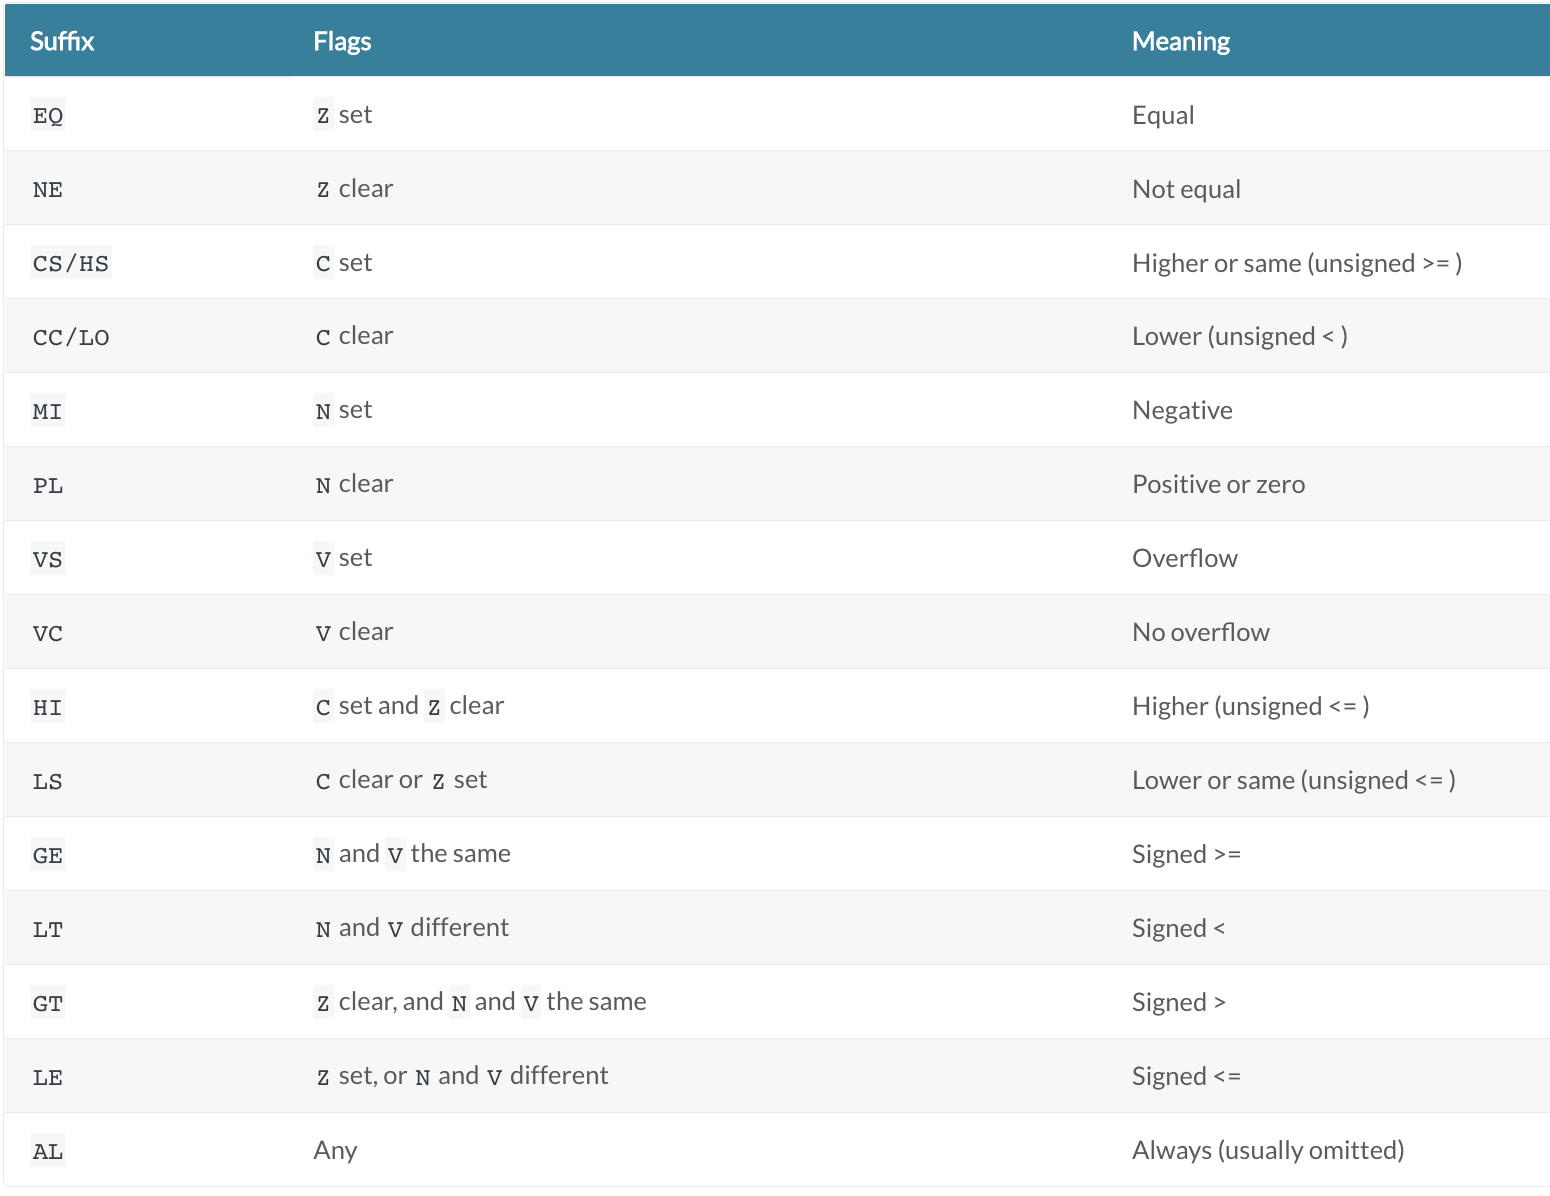 Suffix Flags Meaning
EQ Z set Equal
NE Z clear Not equal
CS/HS C set Higher or same (unsigned >= )
CC/LO C clear Lower (unsigned < )
MI N set Negative
PL N clear Positive or zero
VS V set Overflow
VC V clear No overflow
HI C set and Z clear Higher (unsigned <= )
LS C clear or Z set Lower or same (unsigned <= )
GE N and V the same Signed >=
LT N and V different Signed <
GT Z clear, and N and V the same Signed >
LE Z set, or N and V different Signed <=
AL Any Always (usually omitted)